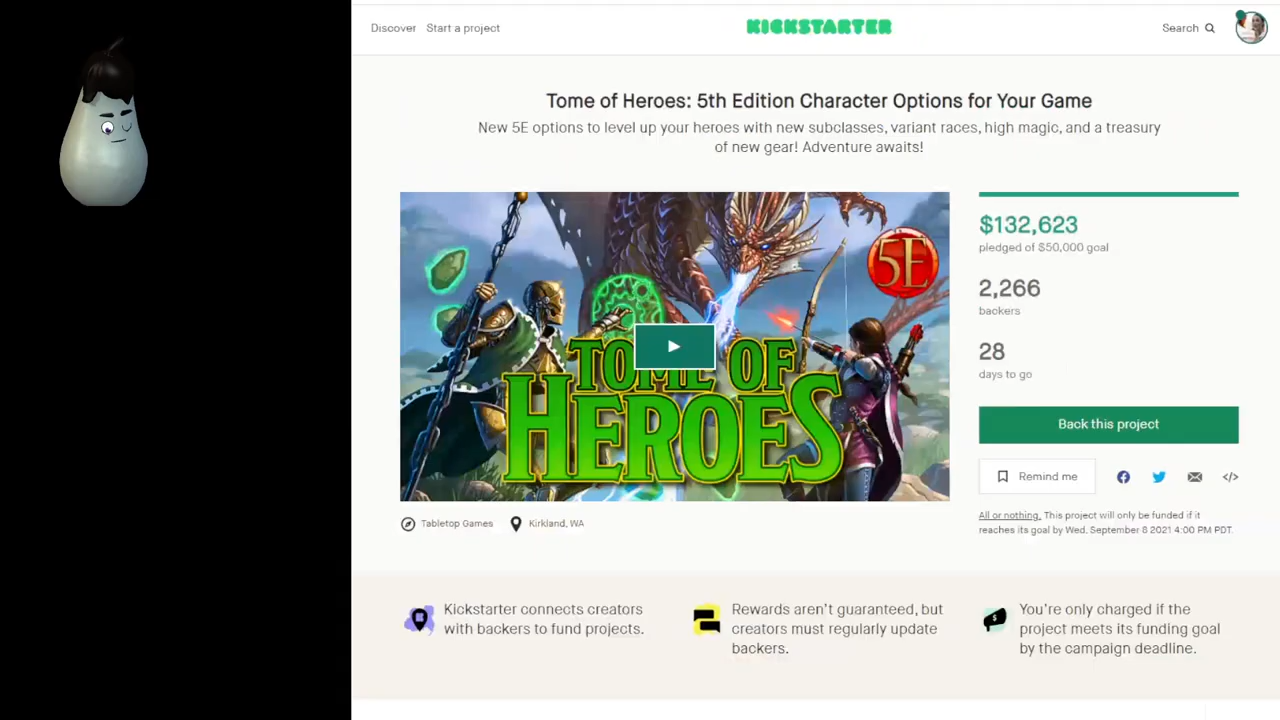 Discover Start a project
KICKSTARTER
Search
Tome of Heroes: 5th Edition Character Options for Your Game
New 5E options to level up your heroes with new subclasses, variant races, high magic, and a treasury
of new gear! Adventure awaits!
5E
TOME OF
HEROES
$132,623
pledged of $50,000 goal
2,266
backers
28
days to go
Back this project
Remind me
All or nothing. This project will only be funded if it
reaches its goal by Wed, September 8 2021 4:00 PM PDT.
Tabletop Games Kirkland, WA
Kickstarter connects creators
with backers to fund projects.
Rewards aren't guaranteed, but
creators must regularly update
backers.
You're only charged if the
project meets its funding goal
by the campaign deadline.